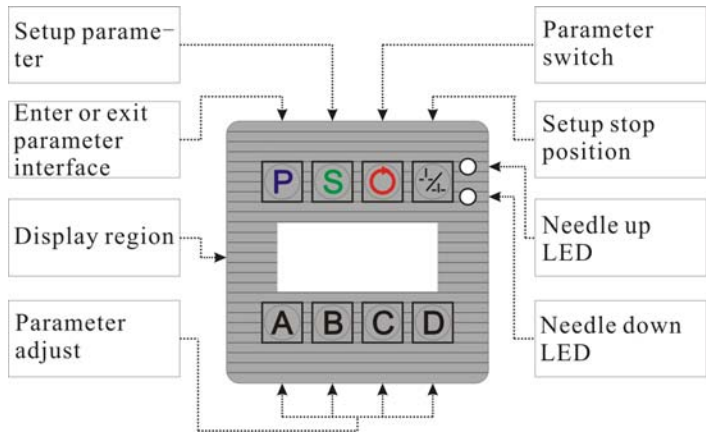 Setup parame-
ter
Parameter
switch
Enter or exit
parameter
interface
Setup stop
position
P S
Display region
Needle up
LED
A B C D
Parameter
adjust
Needle down
LED